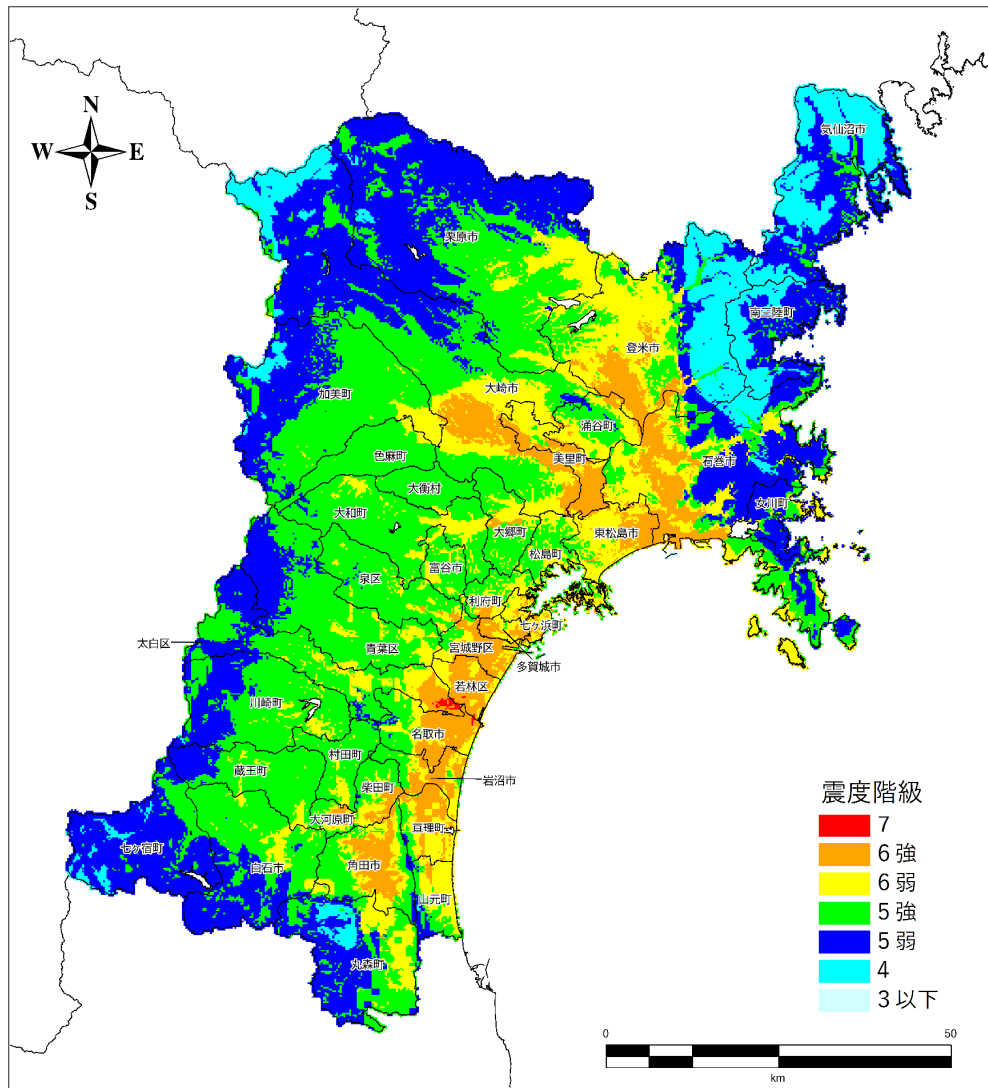 N
W E
S
気仙沼市
栗原市
南三陸町
登米市
大崎市
加美町
涌谷町
色麻町
美里町
石巻市
大衡村
女川町
大和町
大郷町
東松島市
松島町
富谷市
泉区
利府町
七ヶ浜町
太白区
青葉区
宮城野区
多賀城市
若林区
川崎町
名取市
村田町
蔵王町
岩沼市
柴田町
大河原町
亘理町
七ヶ宿町
白石市
角田市
山元町
丸森町
震度階級
7
6強
6弱
5強
5弱
4
3以下
0 50
km